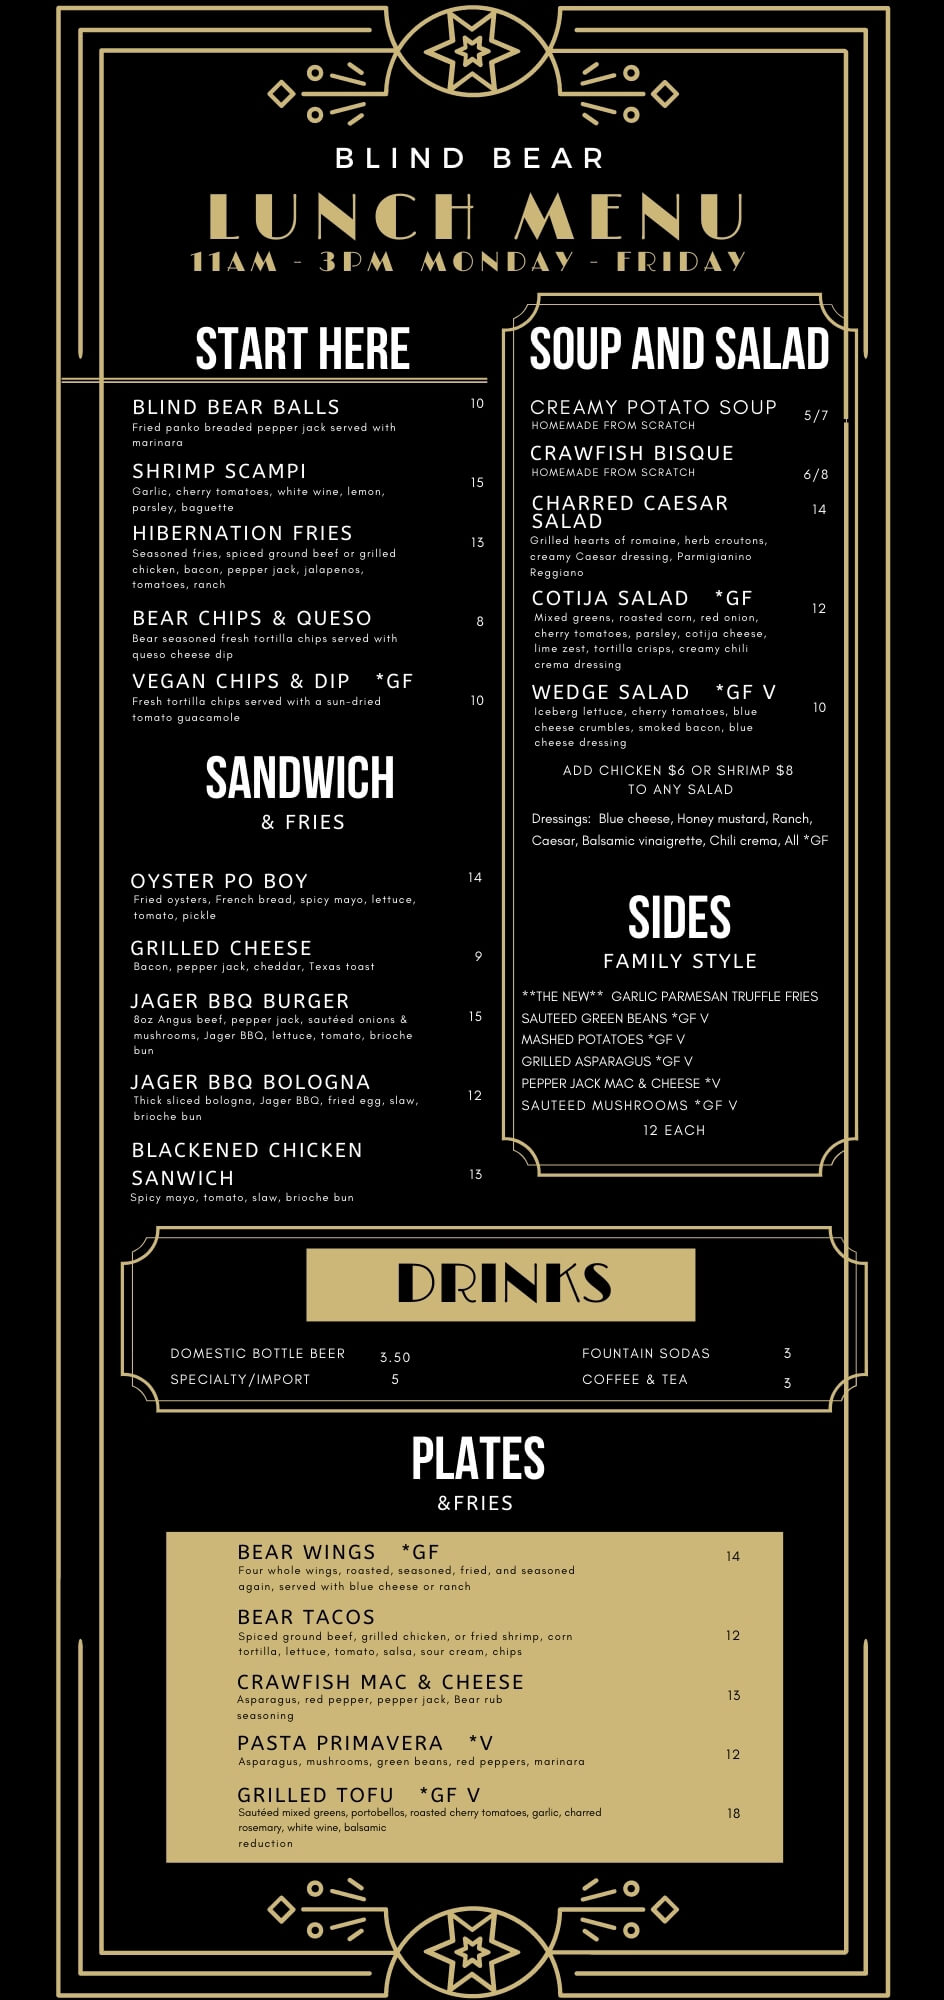 BLIND BEAR
LUNCH MENU
11AM - 3PM MONDAY - FRIDAY
START HERE
BLIND BEAR BALLS 10
Fried panko breaded pepper jack served with
marinara
SHRIMP SCAMPI 15
Garlic, cherry tomatoes, white wine, lemon,
parsley, baguette
HIBERNATION FRIES 13
Seasoned fries, spiced ground beef or grilled
chicken, bacon, pepper jack, jalapenos,
tomatoes, ranch
BEAR CHIPS & QUESO 8
Bear seasoned fresh tortilla chips served with
queso cheese dip
VEGAN CHIPS & DIP *GF
Fresh tortilla chips served with a sun-dried 10
tomato guacamole
SANDWICH
& FRIES
OYSTER PO BOY 14
Fried oysters, French bread, spicy mayo, lettuce,
tomato, pickle
GRILLED CHEESE 9
Bacon, pepper jack, cheddar, Texas toast
JAGER BBQ BURGER
8oz Angus beef, pepper jack, sautéed onions & 15
mushrooms, Jager BBQ, lettuce, tomato, brioche
bun
JAGER BBQ BOLOGNA
Thick sliced bologna, Jager BBQ, fried egg, slaw, 12
brioche bun
BLACKENED CHICKEN
SANWICH 13
Spicy mayo, tomato, slaw, brioche bun
SOUP AND SALAD
CREAMY POTATO SOUP 5/7
HOMEMADE FROM SCRATCH
CRAWFISH BISQUE
HOMEMADE FROM SCRATCH 6/8
CHARRED CAESAR 14
SALAD
Grilled hearts of romaine, herb croutons,
creamy Caesar dressing, Parmigianino
Reggiano
COTIJA SALAD *GF 12
Mixed greens, roasted corn, red onion,
cherry tomatoes, parsley, cotija cheese,
lime zest, tortilla crisps, creamy chili
crema dressing
WEDGE SALAD *GF V
Iceberg lettuce, cherry tomatoes, blue 10
cheese crumbles, smoked bacon, blue
cheese dressing
ADD CHICKEN $6 OR SHRIMP $8
TO ANY SALAD
Dressings: Blue cheese, Honey mustard, Ranch,
Caesar, Balsamic vinaigrette, Chili crema, All *GF
SIDES
FAMILY STYLE
**THE NEW** GARLIC PARMESAN TRUFFLE FRIES
SAUTEED GREEN BEANS *GF V
MASHED POTATOES *GF V
GRILLED ASPARAGUS *GF V
PEPPER JACK MAC & CHEESE *V
SAUTEED MUSHROOMS *GF V
12 EACH
DRINKS
DOMESTIC BOTTLE BEER 3.50
SPECIALTY/IMPORT 5
FOUNTAIN SODAS 3
COFFEE & TEA 3
PLATES
&FRIES
BEAR WINGS *GF 14
Four whole wings, roasted, seasoned, fried, and seasoned
again, served with blue cheese or ranch
BEAR TACOS
Spiced ground beef, grilled chicken, or fried shrimp, corn 12
tortilla, lettuce, tomato, salsa, sour cream, chips
CRAWFISH MAC & CHEESE
Asparagus, red pepper, pepper jack, Bear rub 13
seasoning
PASTA PRIMAVERA *V
Asparagus, mushrooms, green beans, red peppers, marinara 12
GRILLED TOFU *GF V
Sautéed mixed greens, portobellos, roasted cherry tomatoes, garlic, charred 18
rosemary, white wine, balsamic
reduction